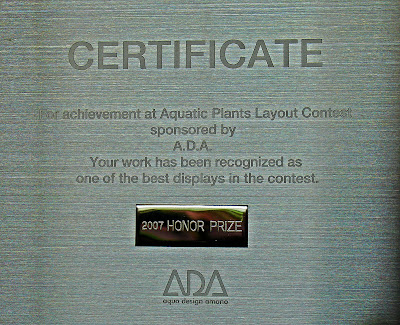 CERTIFICATE
For achievement at Aquatic Plants Layout Contest
sponsored by
A.D.A.
Your work has been recognized as
one of the best displays in the contest.
2007 HONOR PRIZE
ADA
aqua design amano